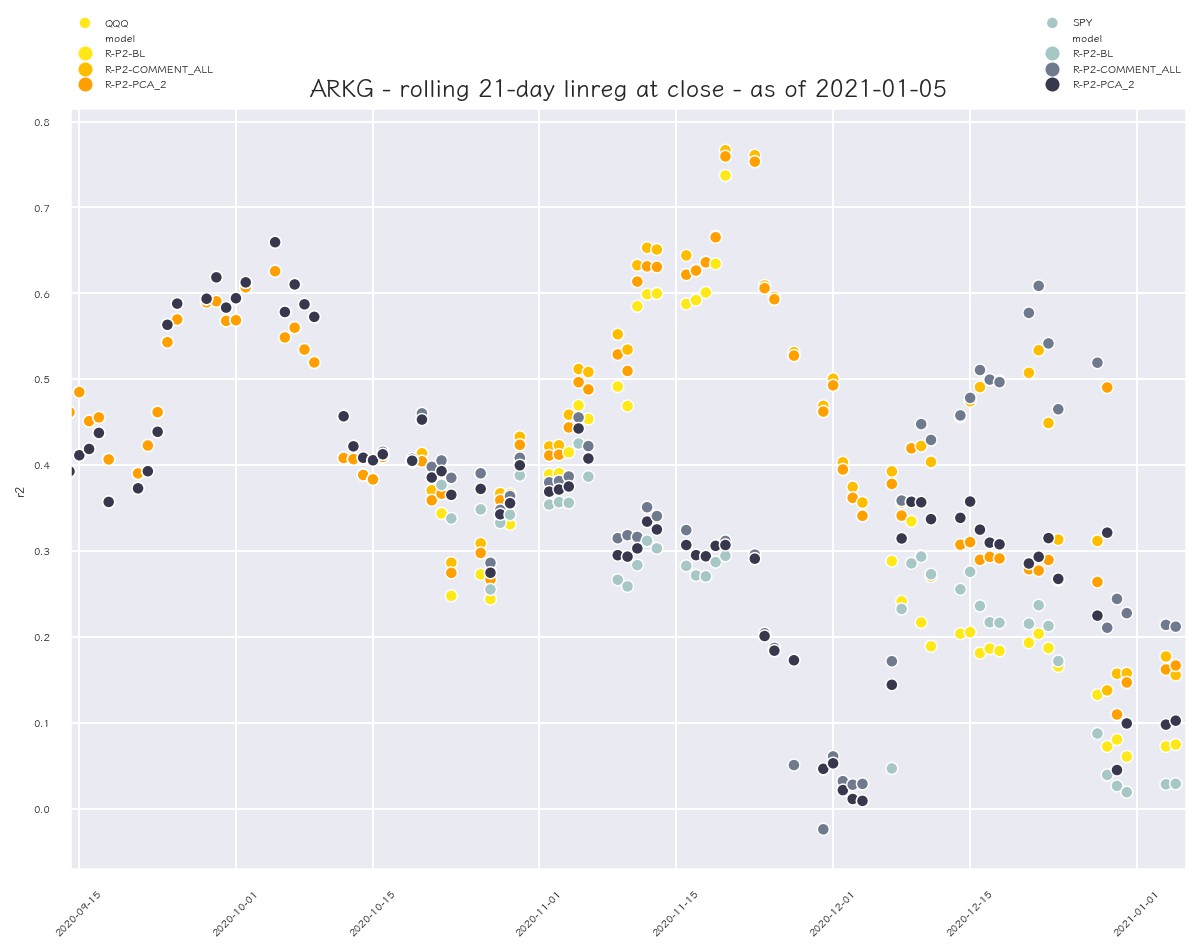 QQQ
model
R-P2-BL
R-P2-COMMENT_ALL
R-P2-PCA_2
SPY
model
R-P2-BL
R-P2-COMMENT_ALL
R-P2-PCA_2
ARKG - rolling 21-day linreg at close - as of 2021-01-05
0.8
0.7
0.6
0.5
0.4
0.3
0.2
0.1
0.0
r2
2020-09-15
2020-10-01
2020-10-15
2020-11-01
2020-11-15
2020-12-01
2020-12-15
2021-01-01